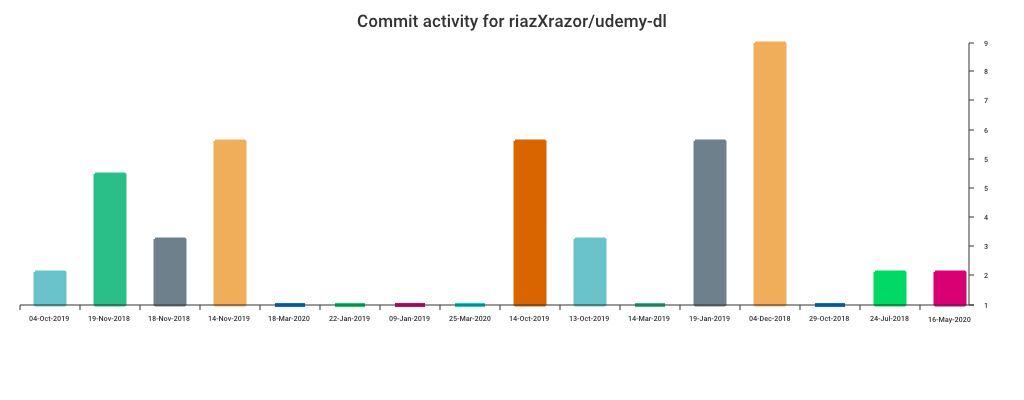 Commit activity for riazXrazor/udemy-dl
9
8
7
6
5
5
4
3
2
1
04-Oct-2019
19-Nov-2018
18-Nov-2018
14-Nov-2019
18-Mar-2020
22-Jan-2019
09-Jan-2019
25-Mar-2020
14-Oct-2019
13-Oct-2019
14-Mar-2019
19-Jan-2019
04-Dec-2018
29-Oct-2018
24-Jul-2018
16-May-2020